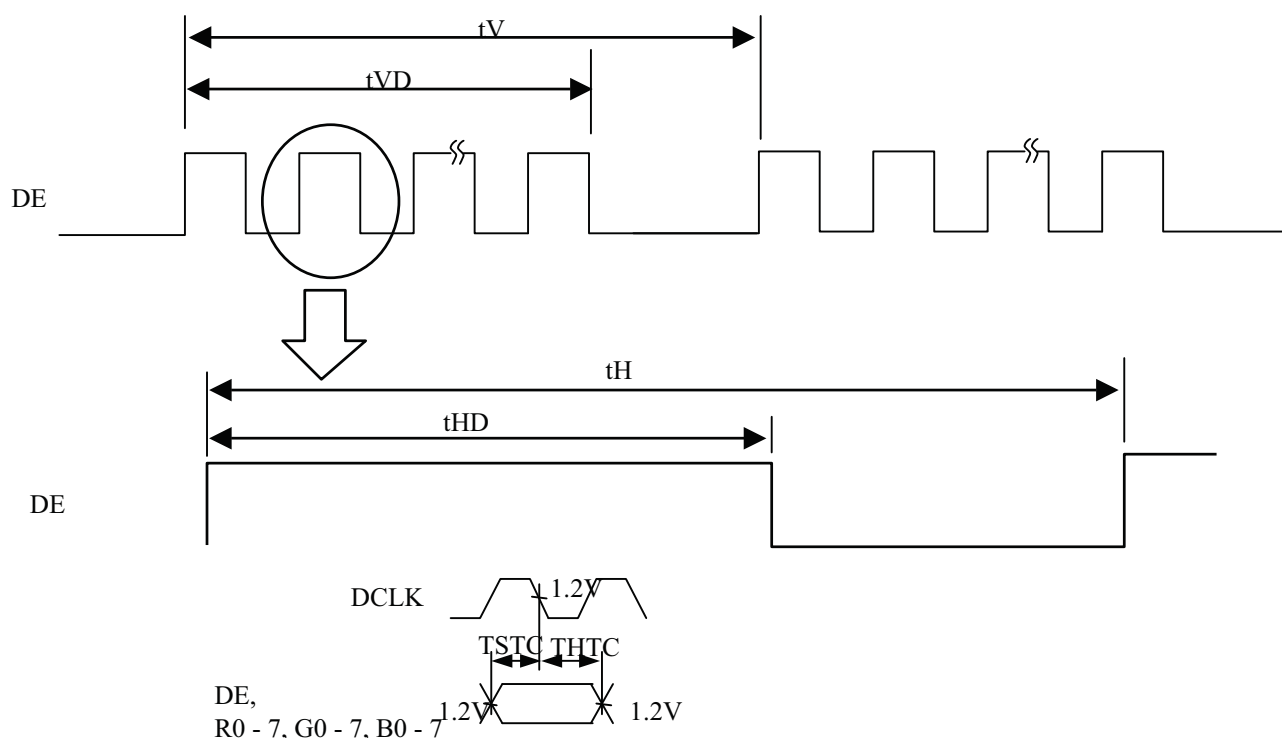 tV
tVD
DE
tH
tHD
DE
DCLK
1.2V
TSTC THTC
DE,
R0 - 7, G0 - 7, B0 - 7
1.2V
1.2V